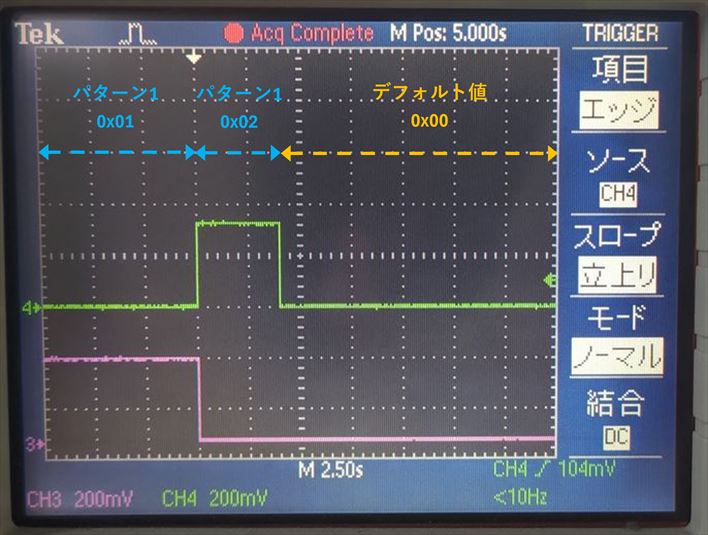 Tek
Acq Complete
M Pos: 5.000s
TRIGGER
パターン1
0x01
パターン1
0x02
デフォルト値
0x00
項目
エッジ
ソース
CH4
スロープ
立上り
モード
ノーマル
結合
DC
4
3
M 2.50s
CH4 104mV
CH3 200mV
CH4 200mV
<10Hz